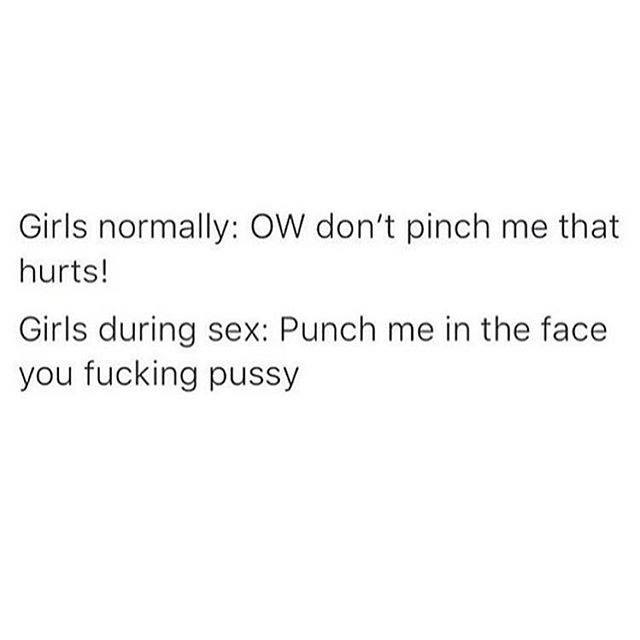 Girls normally: OW don’t pinch me that
hurts!
Girls during sex: Punch me in the face
you fucking pussy